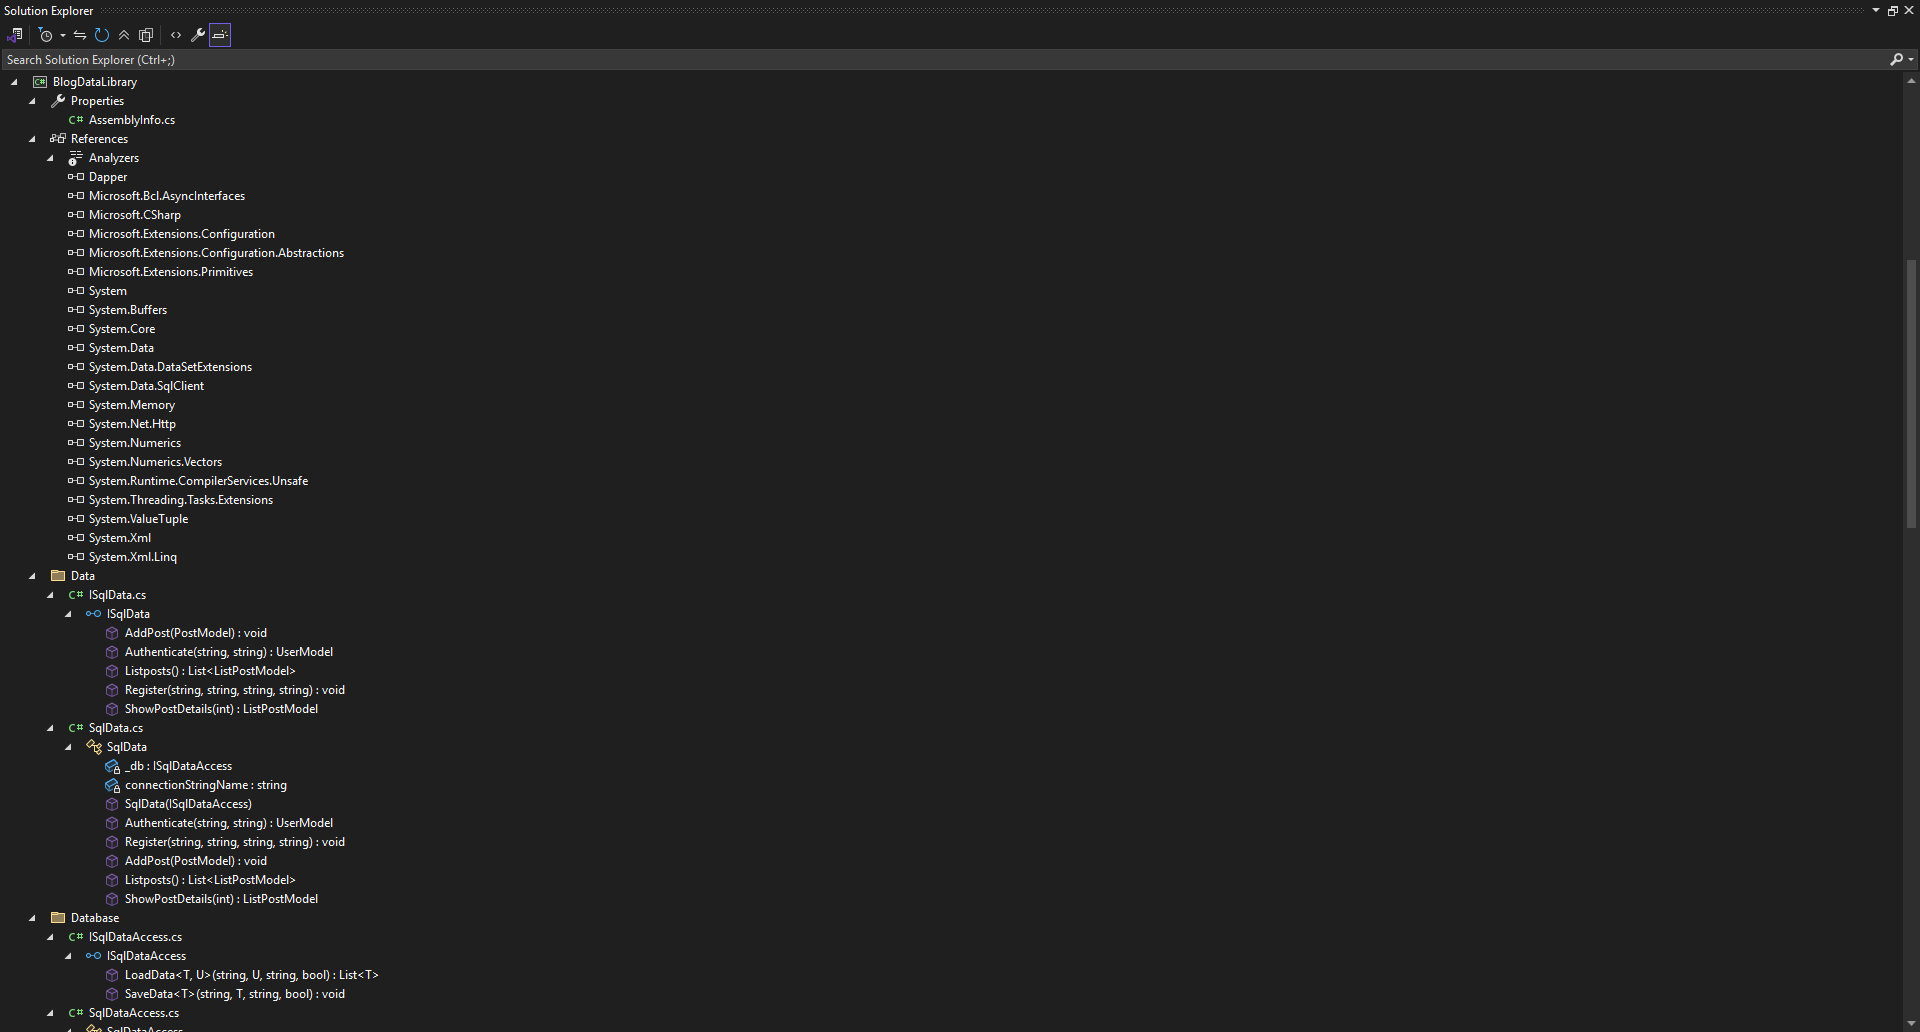 Solution Explorer
Search Solution Explorer (Ctrl+;)
BlogDataLibrary
Properties
C# AssemblyInfo.cs
References
Analyzers
Dapper
Microsoft.Bcl.AsyncInterfaces
Microsoft.CSharp
Microsoft.Extensions.Configuration
Microsoft.Extensions.Configuration.Abstractions
Microsoft.Extensions.Primitives
System
System.Buffers
System.Core
System.Data
System.Data.DataSetExtensions
System.Data.SqlClient
System.Memory
System.Net.Http
System.Numerics
System.Numerics.Vectors
System.Runtime.CompilerServices.Unsafe
System.Threading.Tasks.Extensions
System.ValueTuple
System.Xml
System.Xml.Linq
Data
C# ISqlData.cs
ISqlData
AddPost(PostModel) : void
Authenticate(string, string) : UserModel
Listposts() : List<ListPostModel>
Register(string, string, string, string) : void
ShowPostDetails(int) : ListPostModel
C# SqlData.cs
SqlData
_db : ISqlDataAccess
connectionStringName : string
SqlData(ISqlDataAccess)
Authenticate(string, string) : UserModel
Register(string, string, string, string) : void
AddPost(PostModel) : void
Listposts() : List<ListPostModel>
ShowPostDetails(int) : ListPostModel
Database
C# ISqlDataAccess.cs
ISqlDataAccess
LoadData<T, U>(string, U, string, bool) : List<T>
SaveData<T>(string, T, string, bool) : void
C# SqlDataAccess.cs
SqlDataAccess